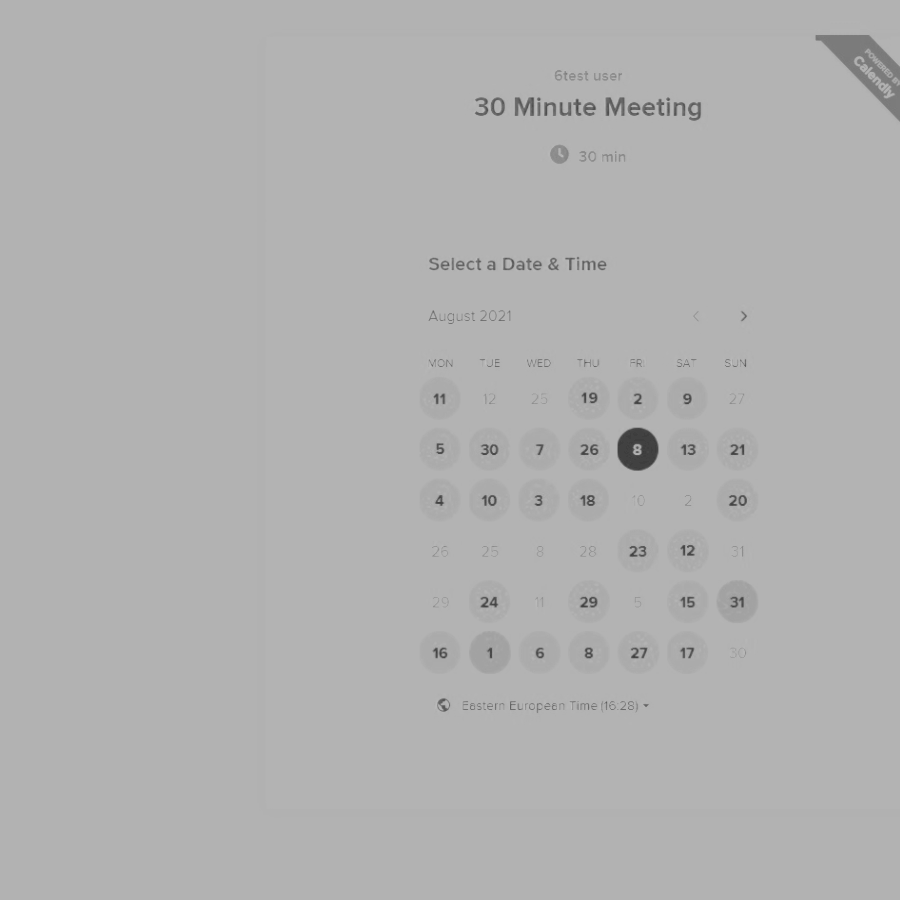 POWERED BY
Calendly
6test user
30 Minute Meeting
30 min
Select a Date & Time
August 2021
MON TUE WED THU FRI SAT SUN
11 12 25 19 2 9 27
5 30 7 26 8 13 21
4 10 3 18 10 2 20
26 25 8 28 23 12 31
29 24 11 29 5 15 31
16 1 6 8 27 17 30
Eastern European Time (16:28)